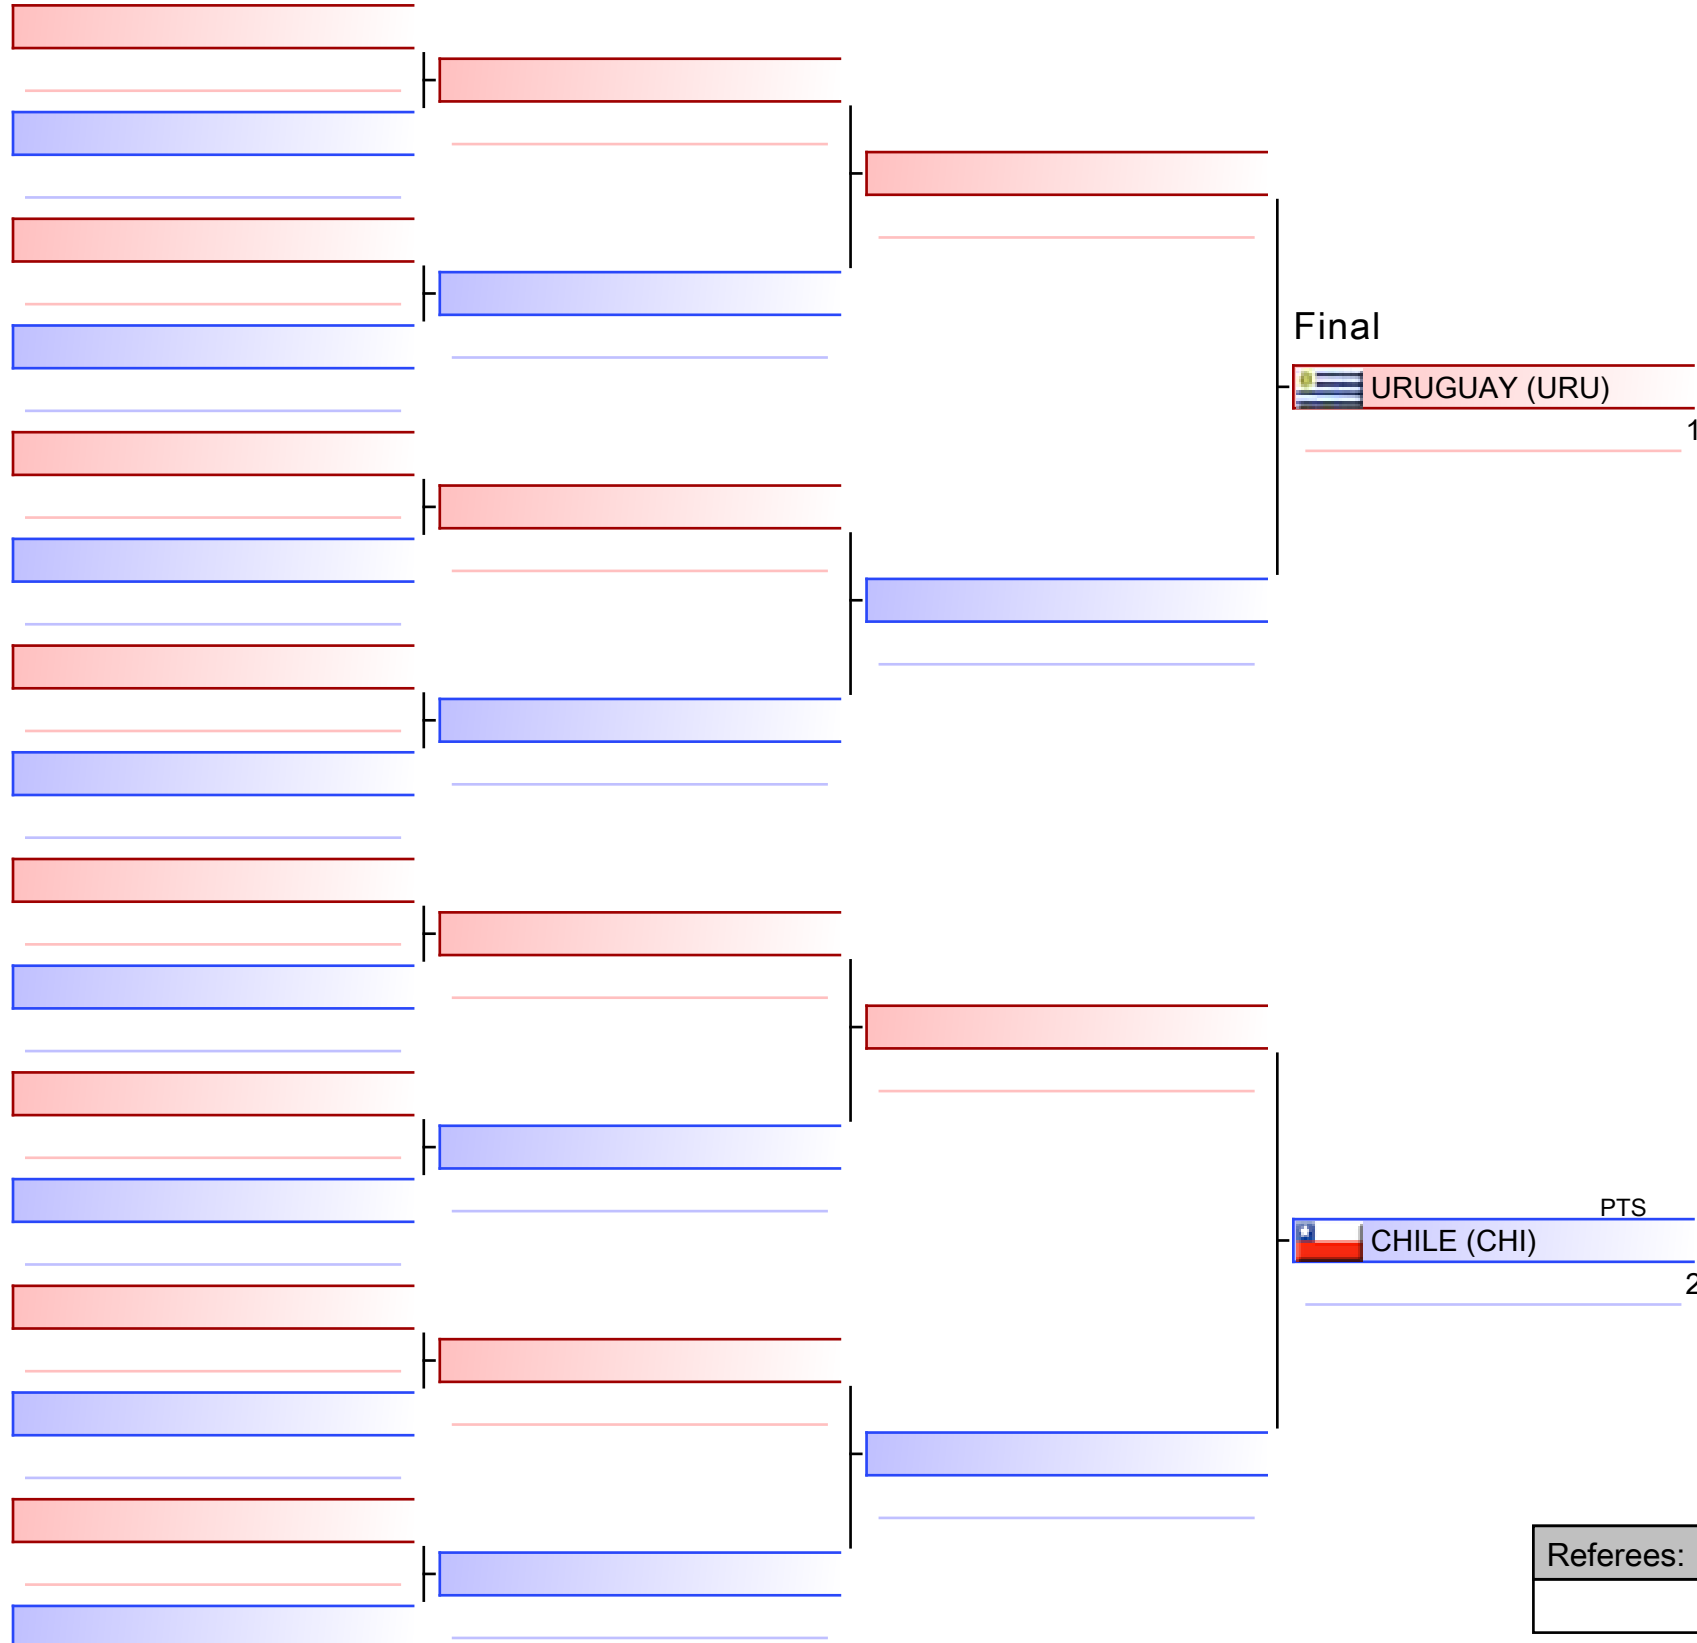 Final
URUGUAY (URU)
1
PTS
CHILE (CHI)
2
Referees: